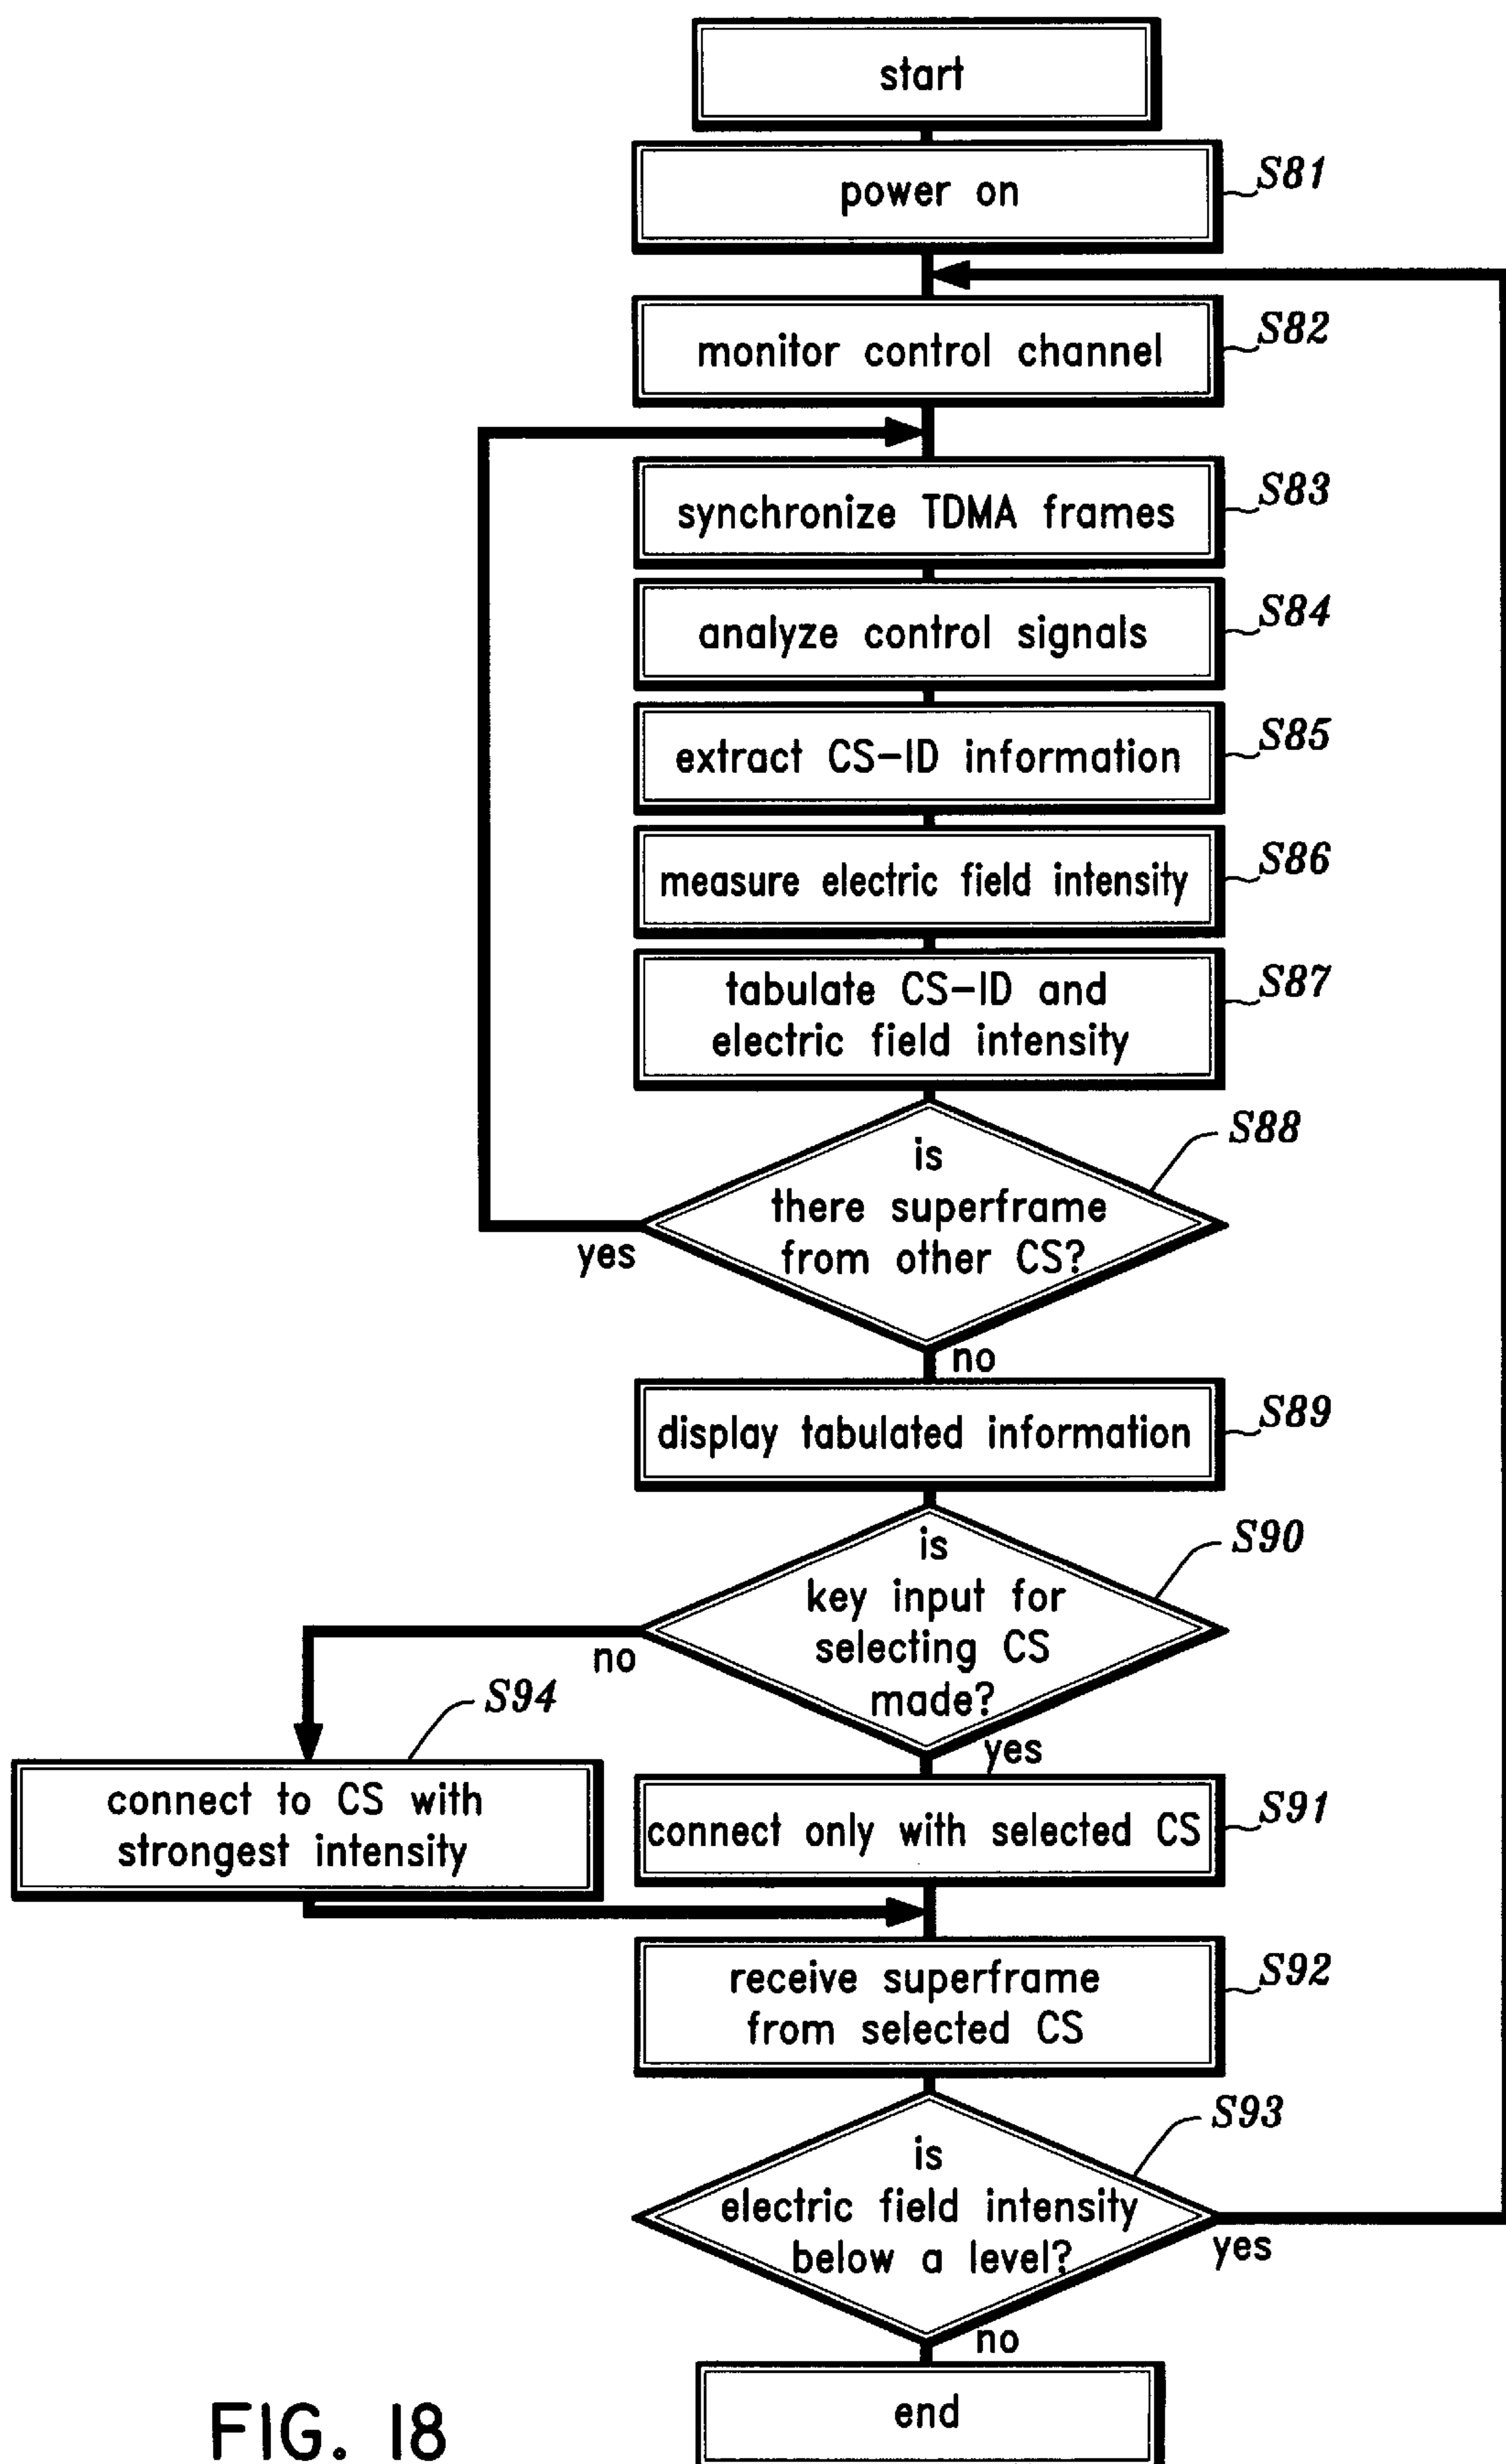 start
power on
S81
monitor control channel
S82
synchronize TDMA frames
S83
analyze control signals
S84
extract CS-ID information
S85
measure electric field intensity
S86
tabulate CS-ID and
electric field intensity
S87
is
there superframe
from other CS?
S88
yes
no
display tabulated information
S89
is
key input for
selecting CS
made?
S90
no
yes
S94
connect to CS with
strongest intensity
connect only with selected CS
S91
receive superframe
from selected CS
S92
is
electric field intensity
below a level?
S93
yes
no
end
FIG. 18